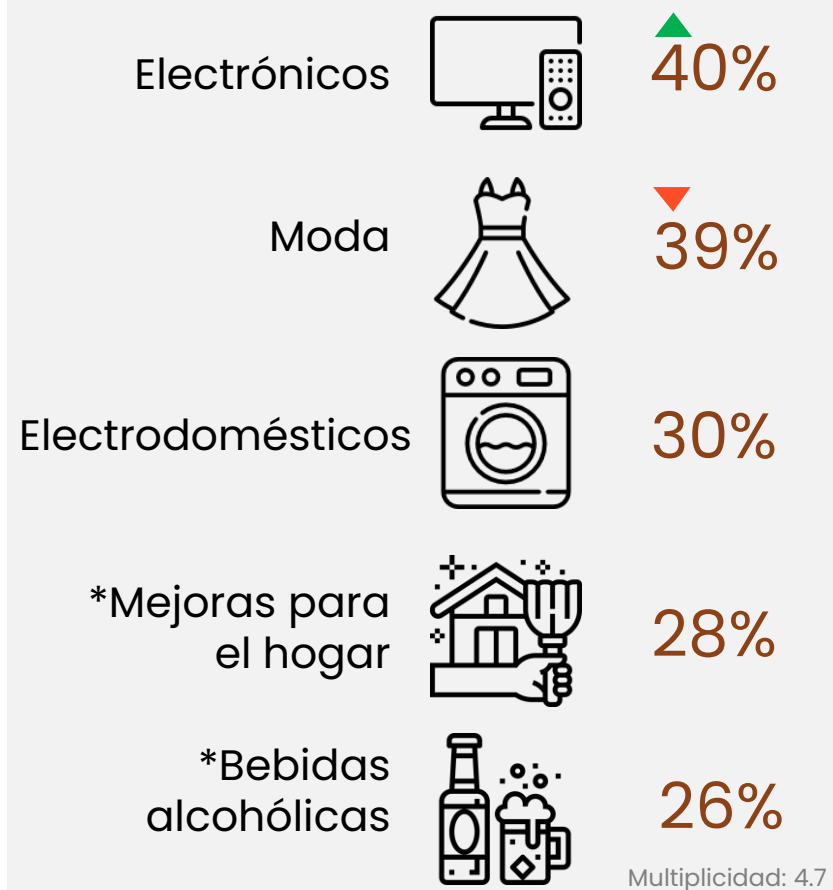 Electrónicos
40%
Moda
39%
Electrodomésticos
30%
*Mejoras para
el hogar
28%
*Bebidas
alcohólicas
26%
Multiplicidad: 4.7